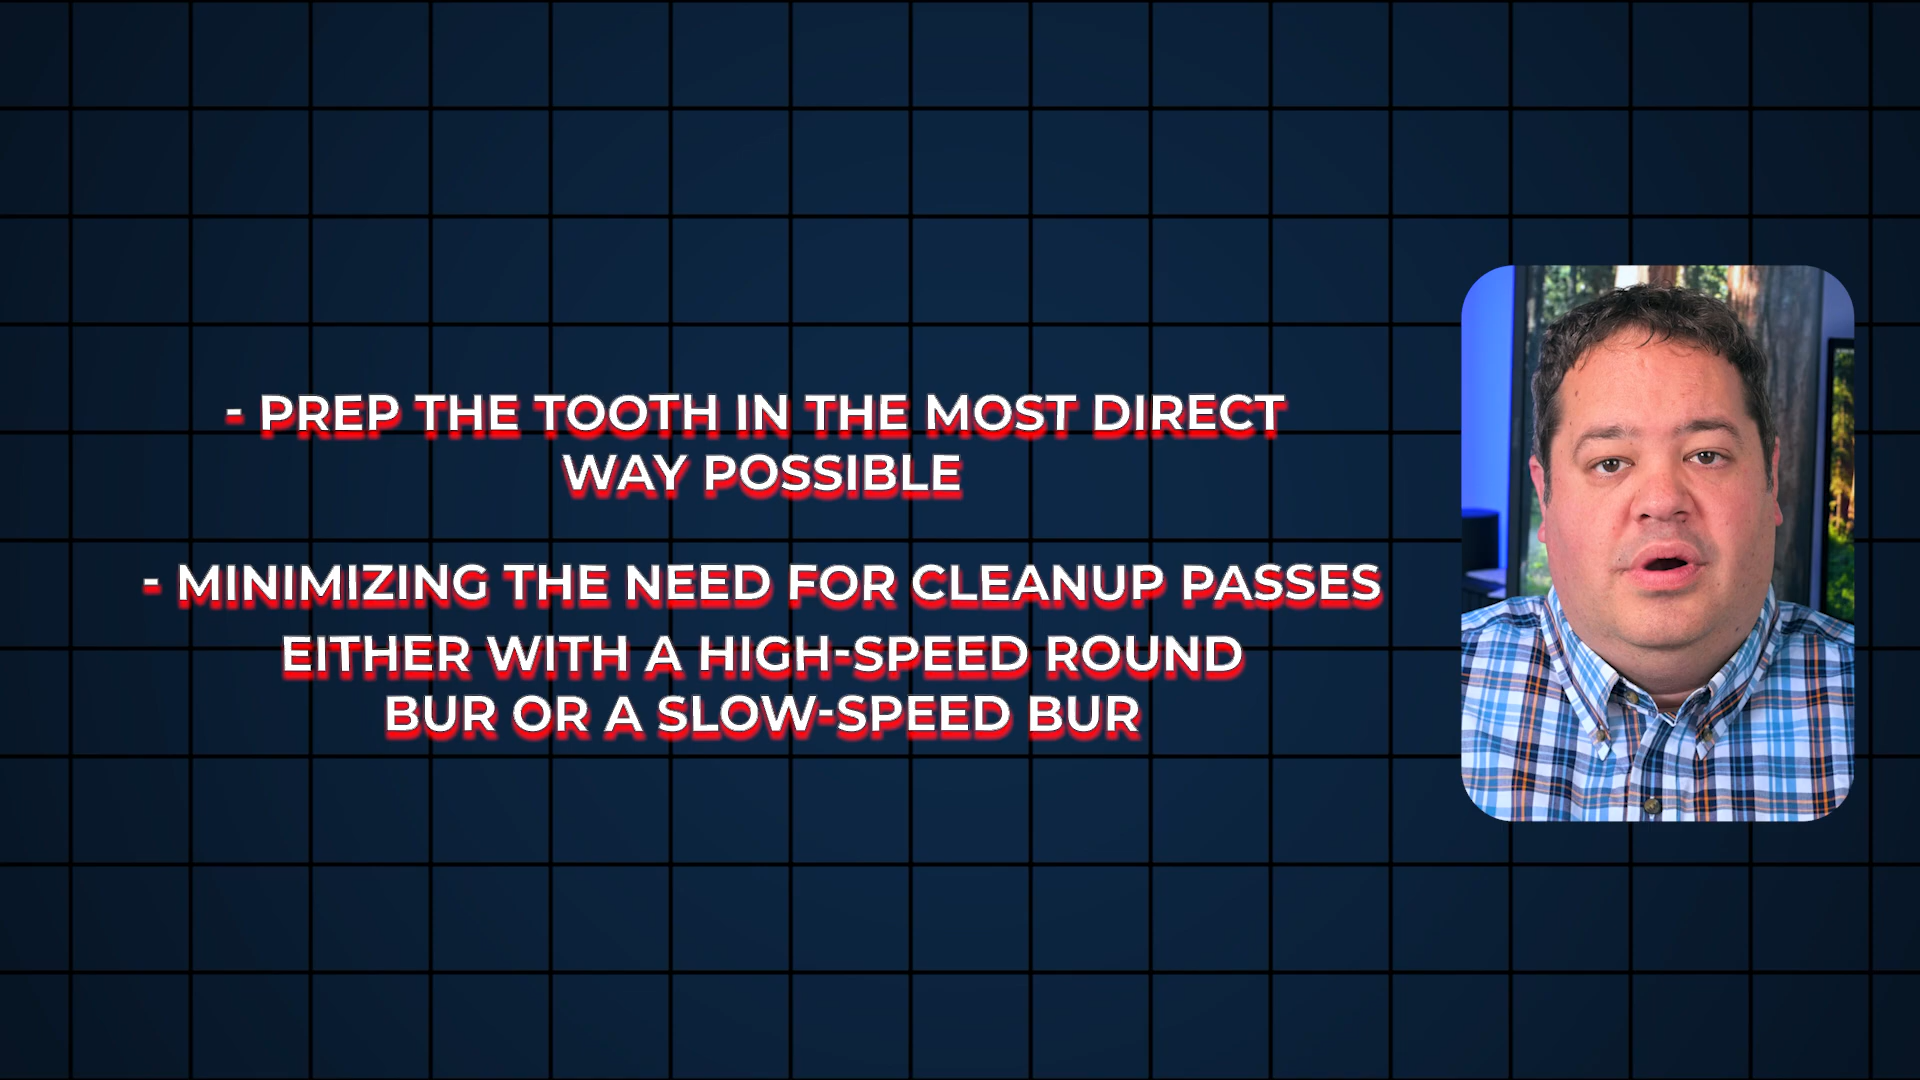 - PREP THE TOOTH IN THE MOST DIRECT
WAY POSSIBLE
- MINIMIZING THE NEED FOR CLEANUP PASSES
EITHER WITH A HIGH-SPEED ROUND
BUR OR A SLOW-SPEED BUR